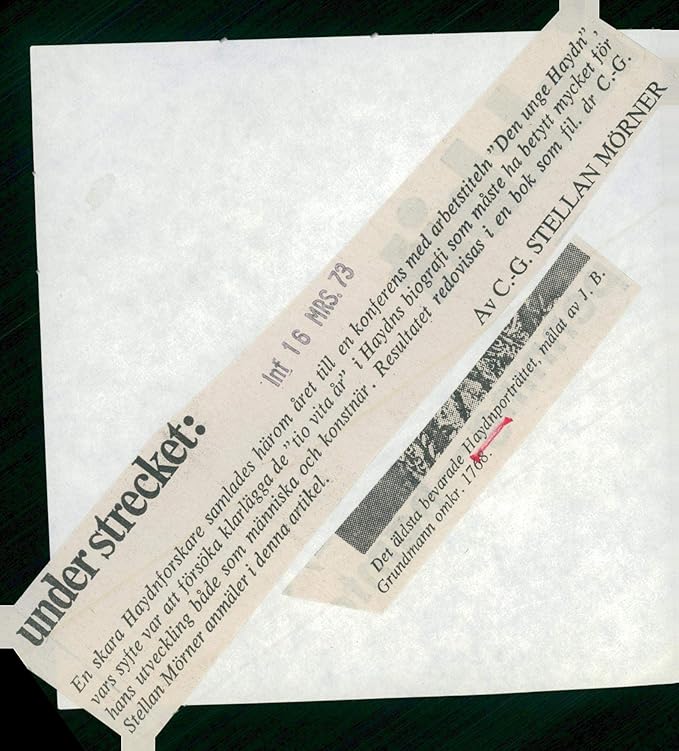 under strecket:
Inf 16 MRS. 73
En skara Haydnforskare samlades härom året till en konferens med arbetstiteln "Den unge Haydn",
vars syfte var att försöka klarlägga de "tio vita år" i Haydns biografi som måste ha betytt mycket för
hans utveckling både som människa och konstnär. Resultatet redovisas i en bok som fil. dr C.-G.
Stellan Mörner anmäler i denna artikel.
Av C.-G. STELLAN MÖRNER
Det äldsta bevarade Haydnporträttet, målat av J. B.
Grundmann omkr. 1768.